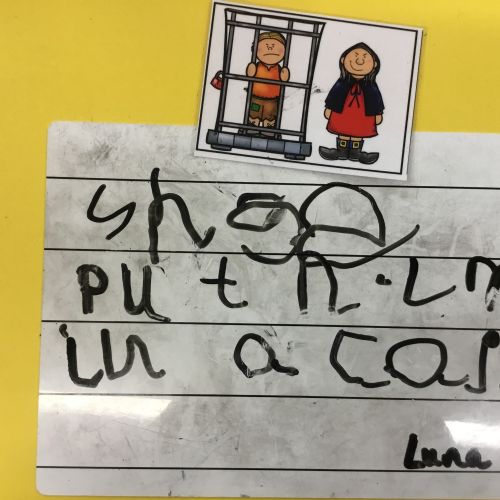 she
put him
in a
Luna